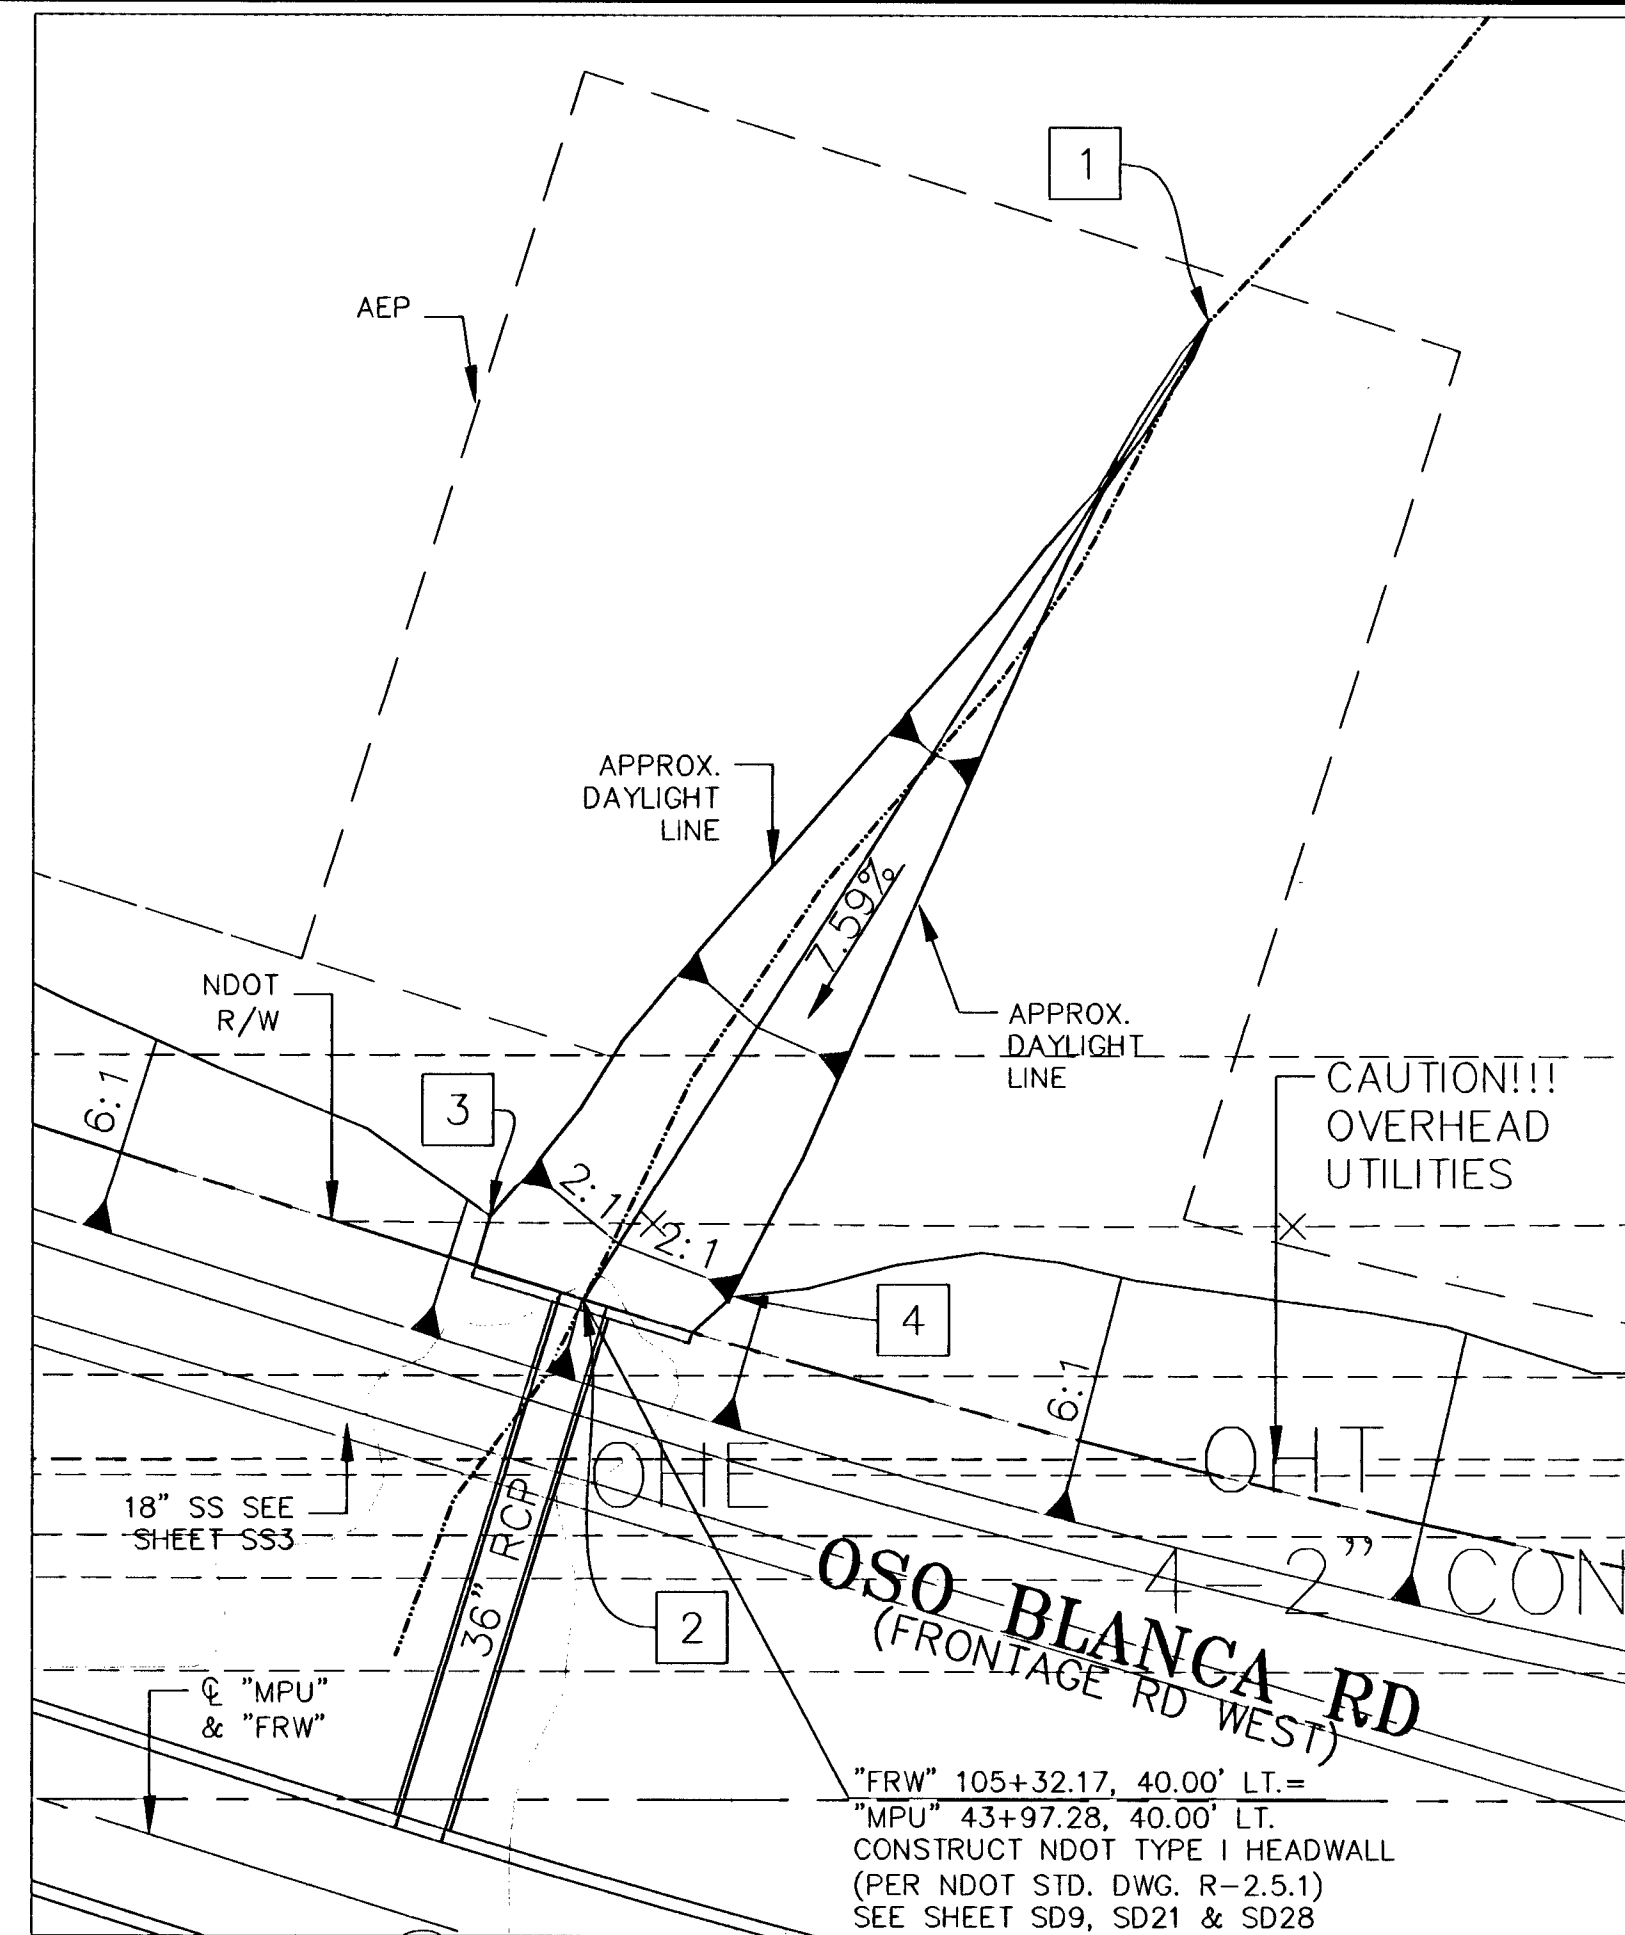 1
AEP
APPROX.
DAYLIGHT
LINE
7.59%
NDOT
R/W
APPROX.
DAYLIGHT
LINE
CAUTION!!!
OVERHEAD
UTILITIES
6:1
3
2:1
2:1
4
6:1
OHE
OHT
18" SS SEE
SHEET SS3
36" RCP
4-2" CON
OSO BLANCA RD
(FRONTAGE RD WEST)
2
℄ "MPU"
& "FRW"
"FRW" 105+32.17, 40.00' LT.=
"MPU" 43+97.28, 40.00' LT.
CONSTRUCT NDOT TYPE I HEADWALL
(PER NDOT STD. DWG. R-2.5.1)
SEE SHEET SD9, SD21 & SD28